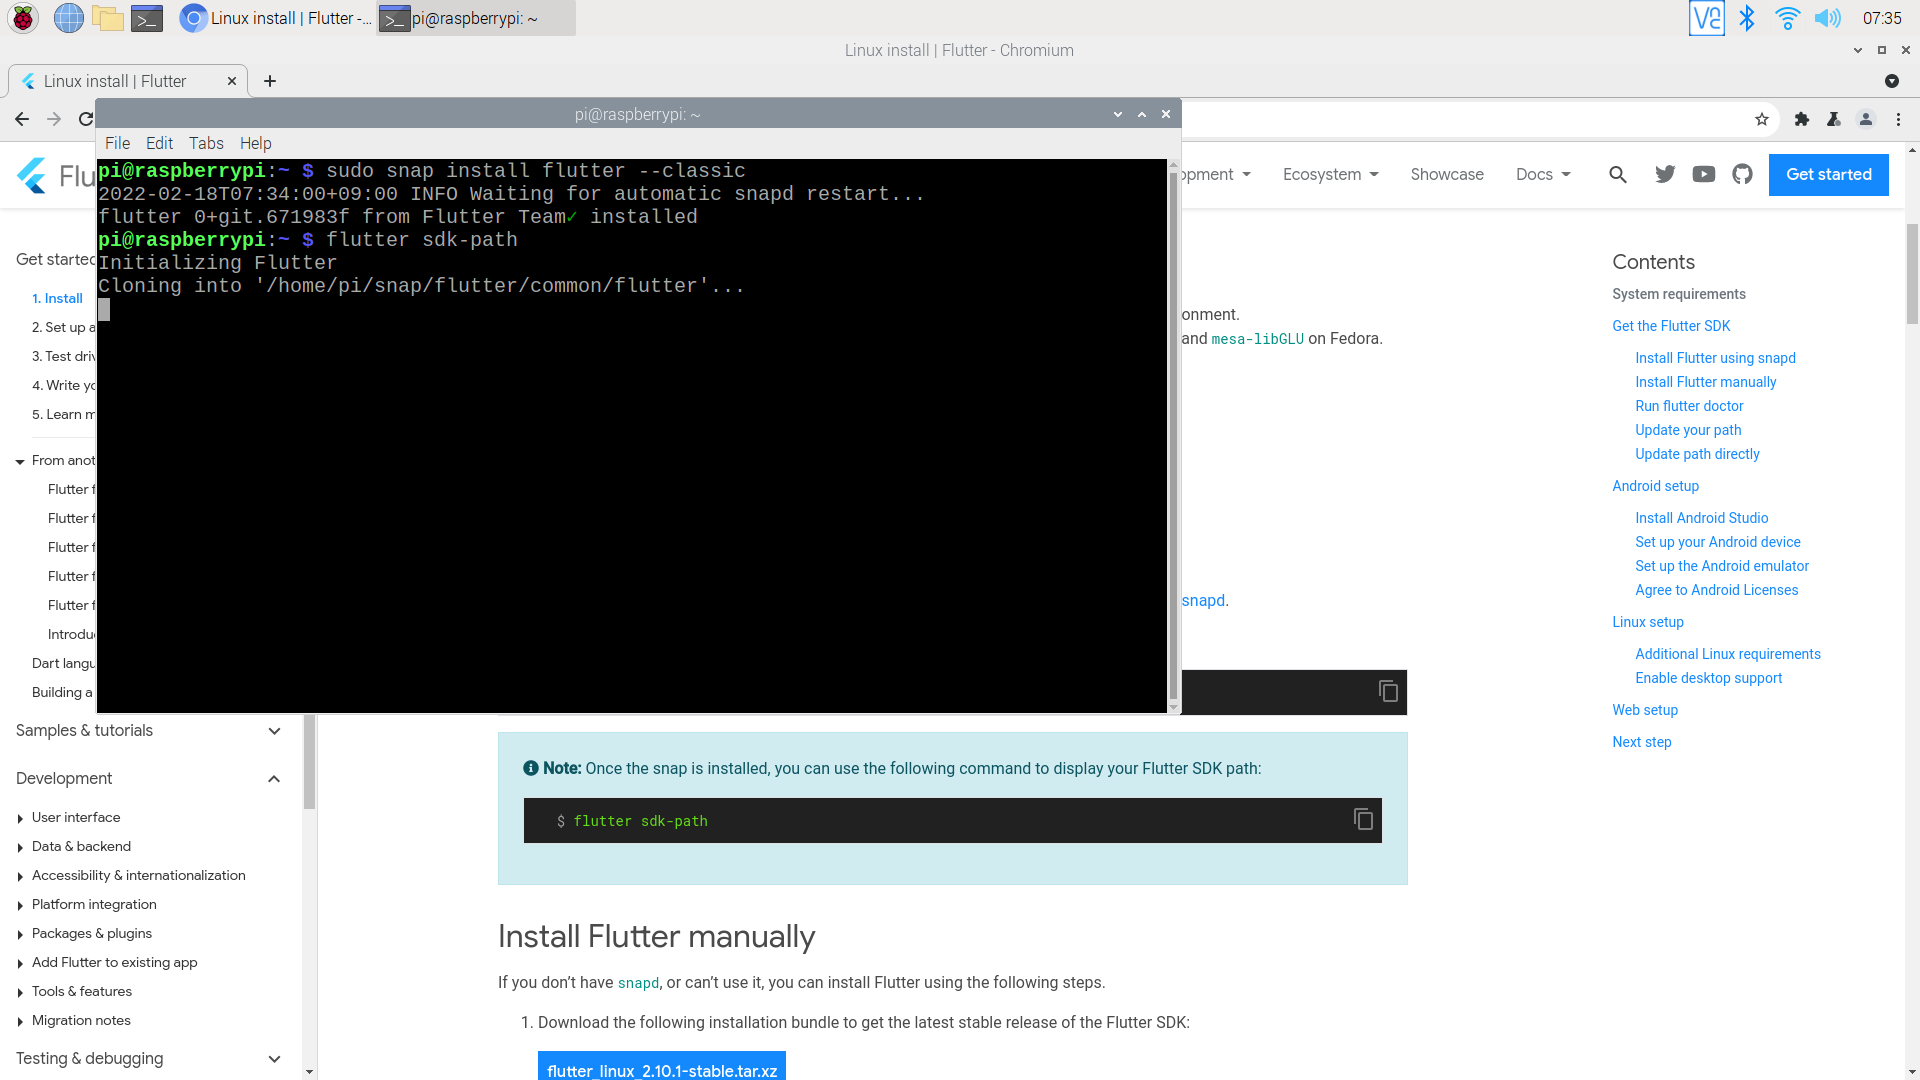 Linux install | Flutter -...
pi@raspberrypi: ~
VNC
07:35
Linux install | Flutter - Chromium
Linux install | Flutter
pi@raspberrypi: ~
File Edit Tabs Help
pi@raspberrypi:~ $ sudo snap install flutter --classic
2022-02-18T07:34:00+09:00 INFO Waiting for automatic snapd restart...
flutter 0+git.671983f from Flutter Team✓ installed
pi@raspberrypi:~ $ flutter sdk-path
Initializing Flutter
Cloning into '/home/pi/snap/flutter/common/flutter'...
Flu
opment
Ecosystem
Showcase
Docs
Get started
Get started
1. Install
2. Set up a
3. Test driv
4. Write yo
5. Learn m
From anot
Flutter f
Flutter f
Flutter f
Flutter f
Flutter f
Introdu
Dart langu
Building a
Samples & tutorials
Development
User interface
Data & backend
Accessibility & internationalization
Platform integration
Packages & plugins
Add Flutter to existing app
Tools & features
Migration notes
Testing & debugging
onment.
and mesa-libGLU on Fedora.
snapd.
Note: Once the snap is installed, you can use the following command to display your Flutter SDK path:
$ flutter sdk-path
Install Flutter manually
If you don’t have snapd, or can’t use it, you can install Flutter using the following steps.
1. Download the following installation bundle to get the latest stable release of the Flutter SDK:
flutter_linux_2.10.1-stable.tar.xz
Contents
System requirements
Get the Flutter SDK
Install Flutter using snapd
Install Flutter manually
Run flutter doctor
Update your path
Update path directly
Android setup
Install Android Studio
Set up your Android device
Set up the Android emulator
Agree to Android Licenses
Linux setup
Additional Linux requirements
Enable desktop support
Web setup
Next step